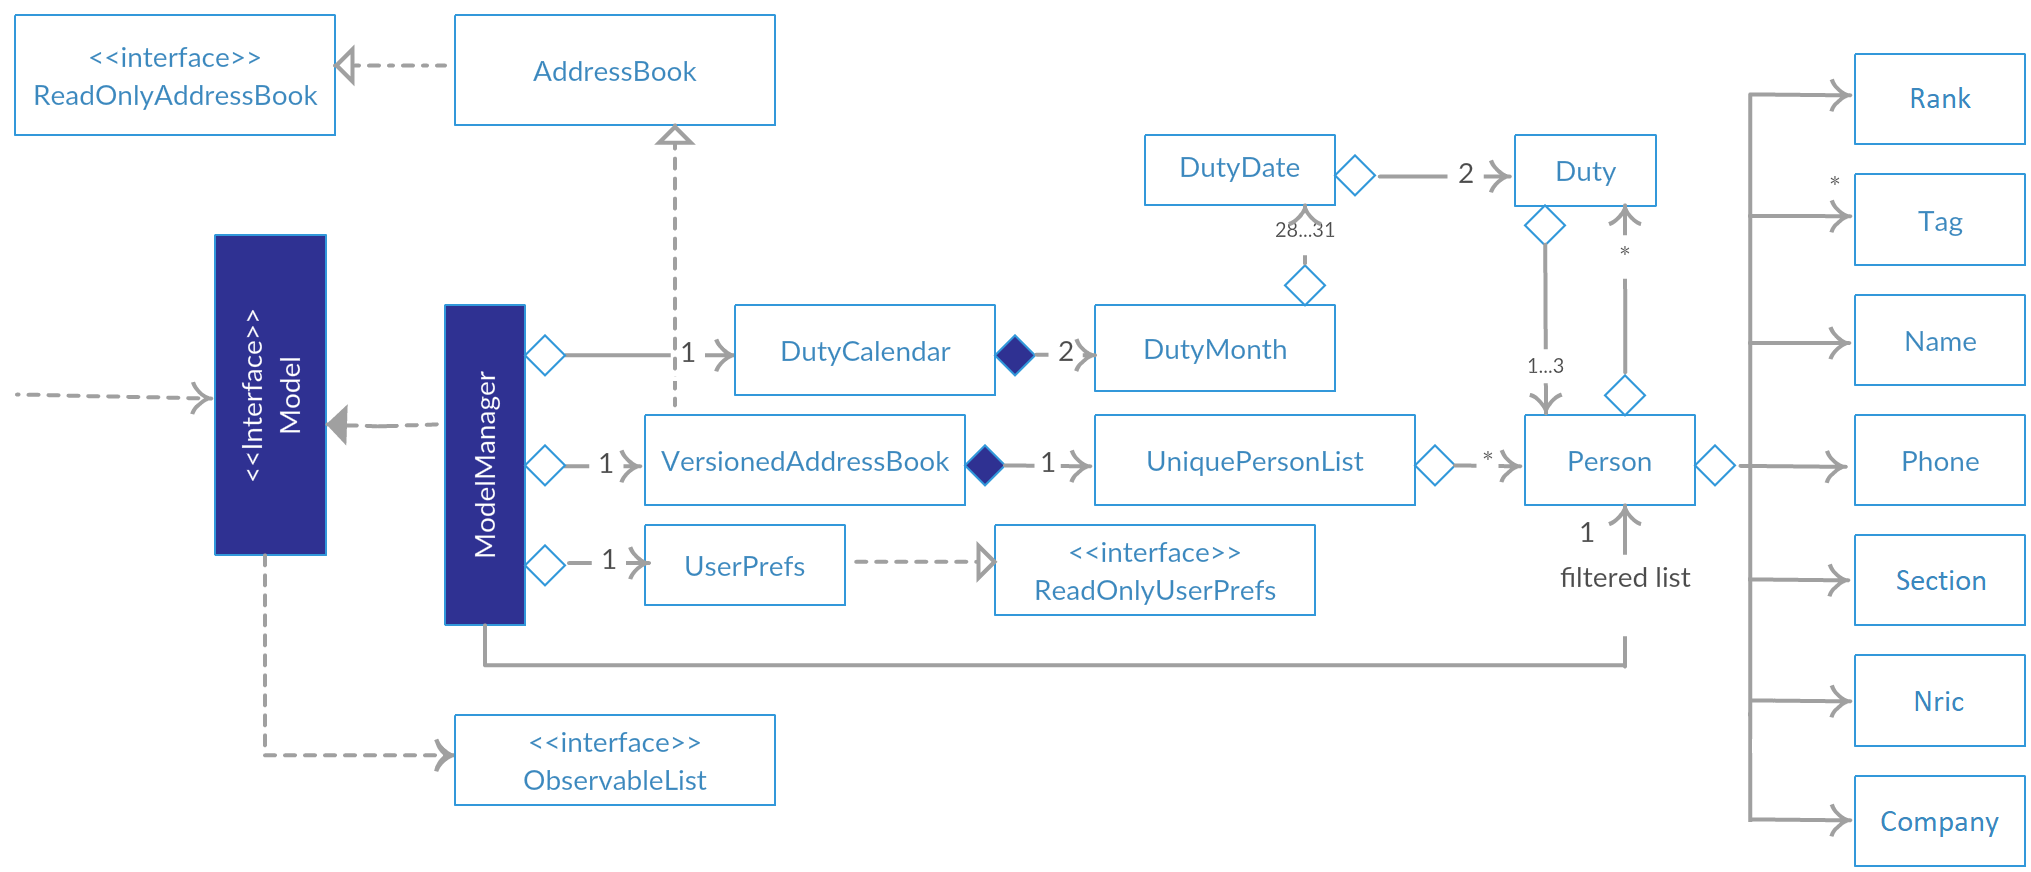 <<interface>>
ReadOnlyAddressBook
AddressBook
Rank
DutyDate
2
Duty
*
Tag
28...31
*
<<Interface>>
Model
ModelManager
1
DutyCalendar
2
DutyMonth
Name
1...3
1
VersionedAddressBook
1
UniquePersonList
*
Person
Phone
1
UserPrefs
<<interface>>
ReadOnlyUserPrefs
1
filtered list
Section
Nric
<<interface>>
ObservableList
Company